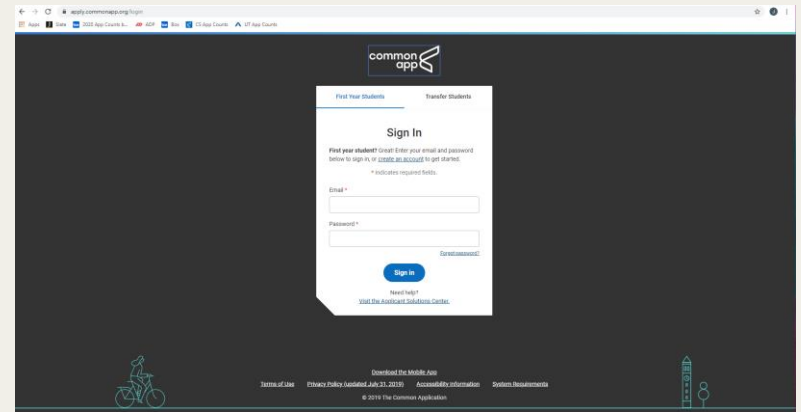 apply.commonapp.org/login
Apps Data 2020 App Counts b... ADP Box CS App Counts UT App Counts
common
app
First Year Students Transfer Students
Sign In
First year student? Great! Enter your email and password
below to sign in, or create an account to get started.
* indicates required fields.
Email *
Password *
Forgot password?
Sign in
Need help?
Visit the Applicant Solutions Center.
Download the Mobile App
Terms of Use Privacy Policy (updated July 31, 2019) Accessibility information System Requirements
© 2019 The Common Application